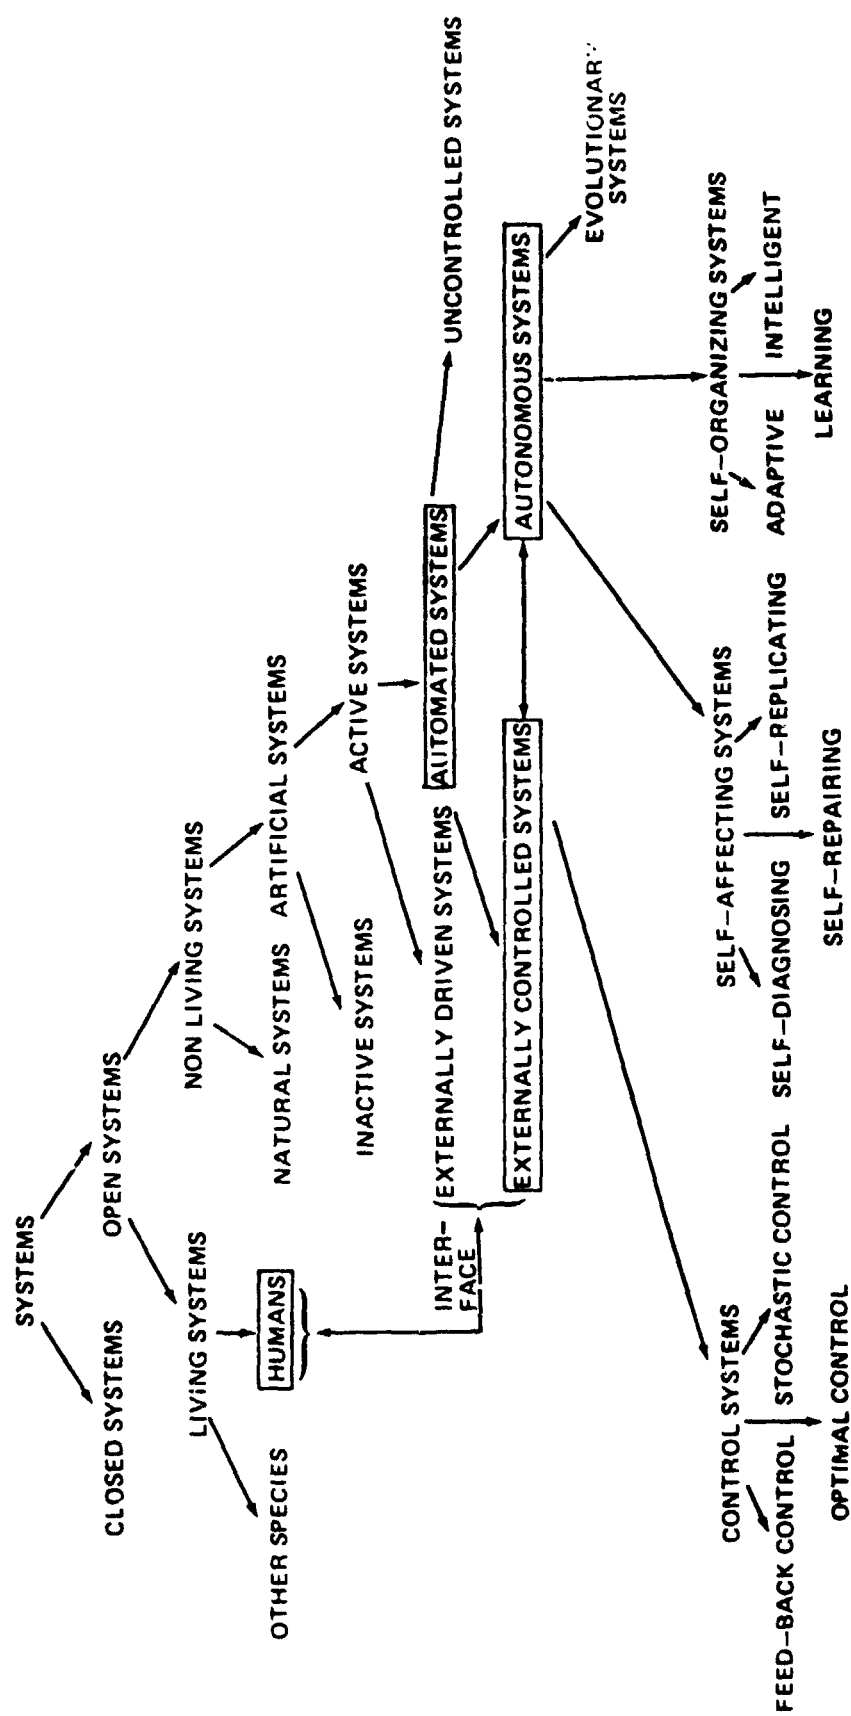 SYSTEMS
CLOSED SYSTEMS
OPEN SYSTEMS
LIVING SYSTEMS
NON LIVING SYSTEMS
OTHER SPECIES
HUMANS
NATURAL SYSTEMS
ARTIFICIAL SYSTEMS
INACTIVE SYSTEMS
ACTIVE SYSTEMS
INTER-
FACE
EXTERNALLY DRIVEN SYSTEMS
AUTOMATED SYSTEMS
UNCONTROLLED SYSTEMS
EXTERNALLY CONTROLLED SYSTEMS
AUTONOMOUS SYSTEMS
EVOLUTIONARY
SYSTEMS
CONTROL SYSTEMS
SELF-AFFECTING SYSTEMS
SELF-ORGANIZING SYSTEMS
FEED-BACK CONTROL
STOCHASTIC CONTROL
SELF-DIAGNOSING
SELF-REPLICATING
ADAPTIVE
INTELLIGENT
OPTIMAL CONTROL
SELF-REPAIRING
LEARNING